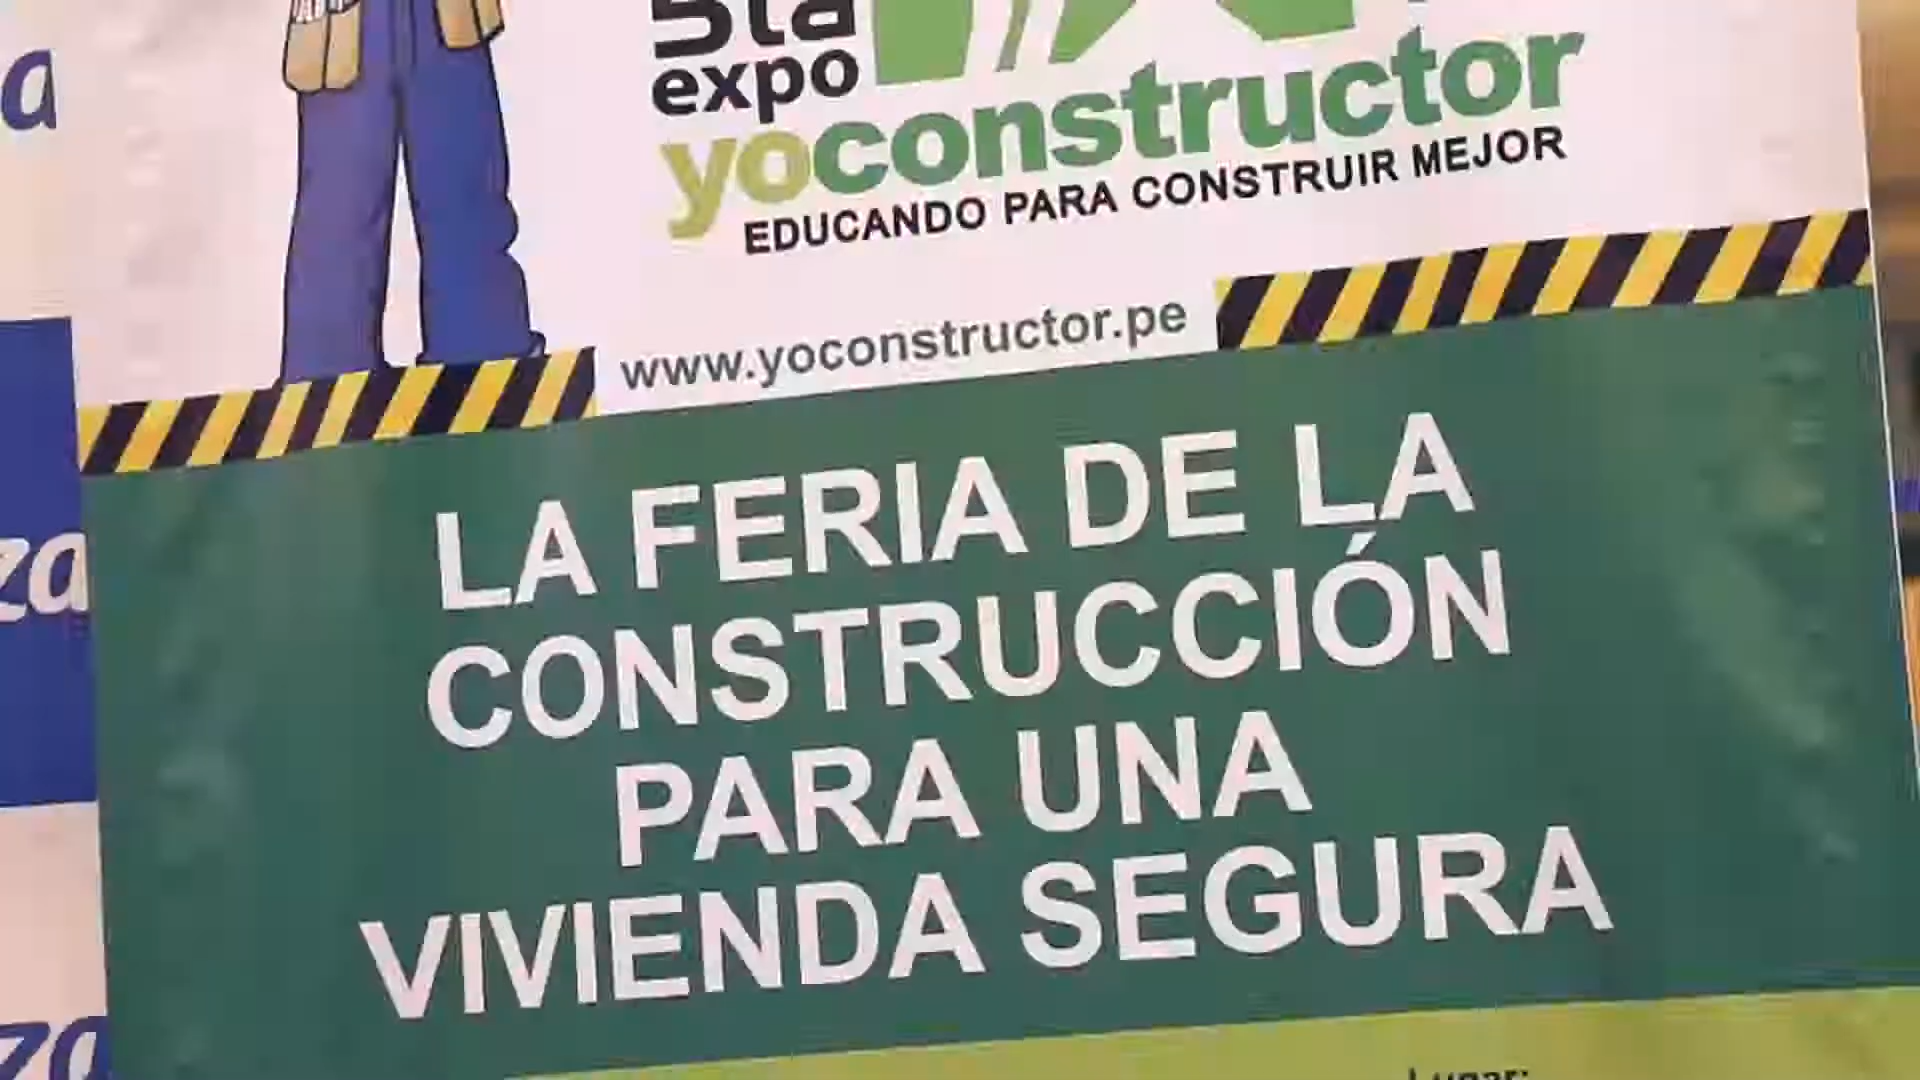 5ta
expo
yoconstructor
EDUCANDO PARA CONSTRUIR MEJOR
www.yoconstructor.pe
LA FERIA DE LA
CONSTRUCCIÓN
PARA UNA
VIVIENDA SEGURA
Lugar: